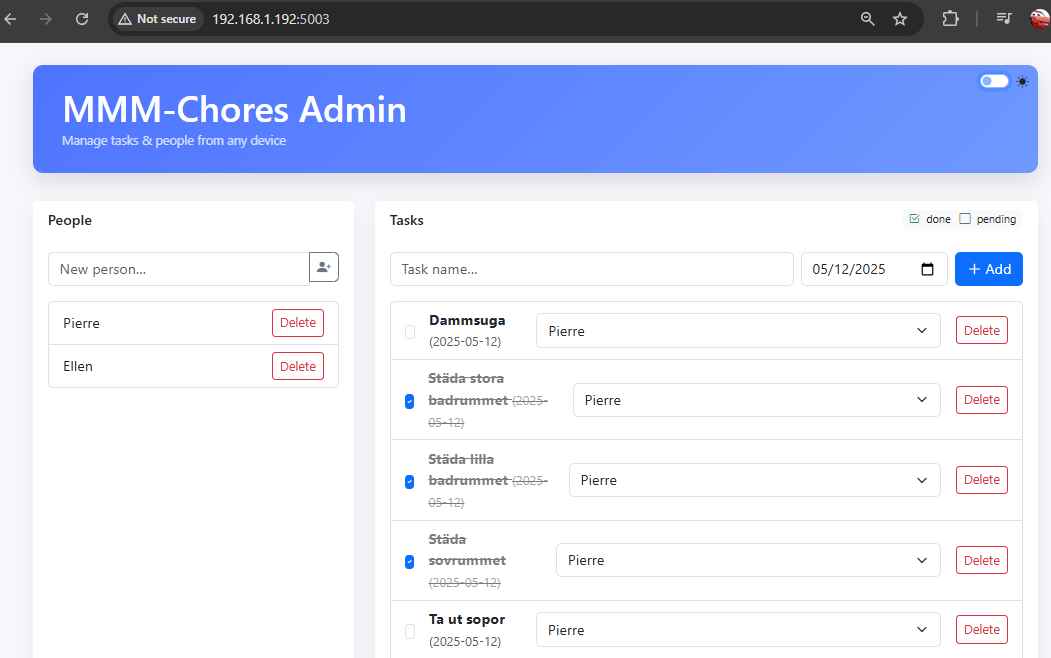 Not secure 192.168.1.192:5003
MMM-Chores Admin
Manage tasks & people from any device
People
New person...
Pierre Delete
Ellen Delete
Tasks done pending
Task name... 05/12/2025 + Add
Dammsuga
(2025-05-12) Pierre Delete
Städa stora
badrummet (2025-
05-12) Pierre Delete
Städa lilla
badrummet (2025-
05-12) Pierre Delete
Städa
sovrummet
(2025-05-12) Pierre Delete
Ta ut sopor
(2025-05-12) Pierre Delete